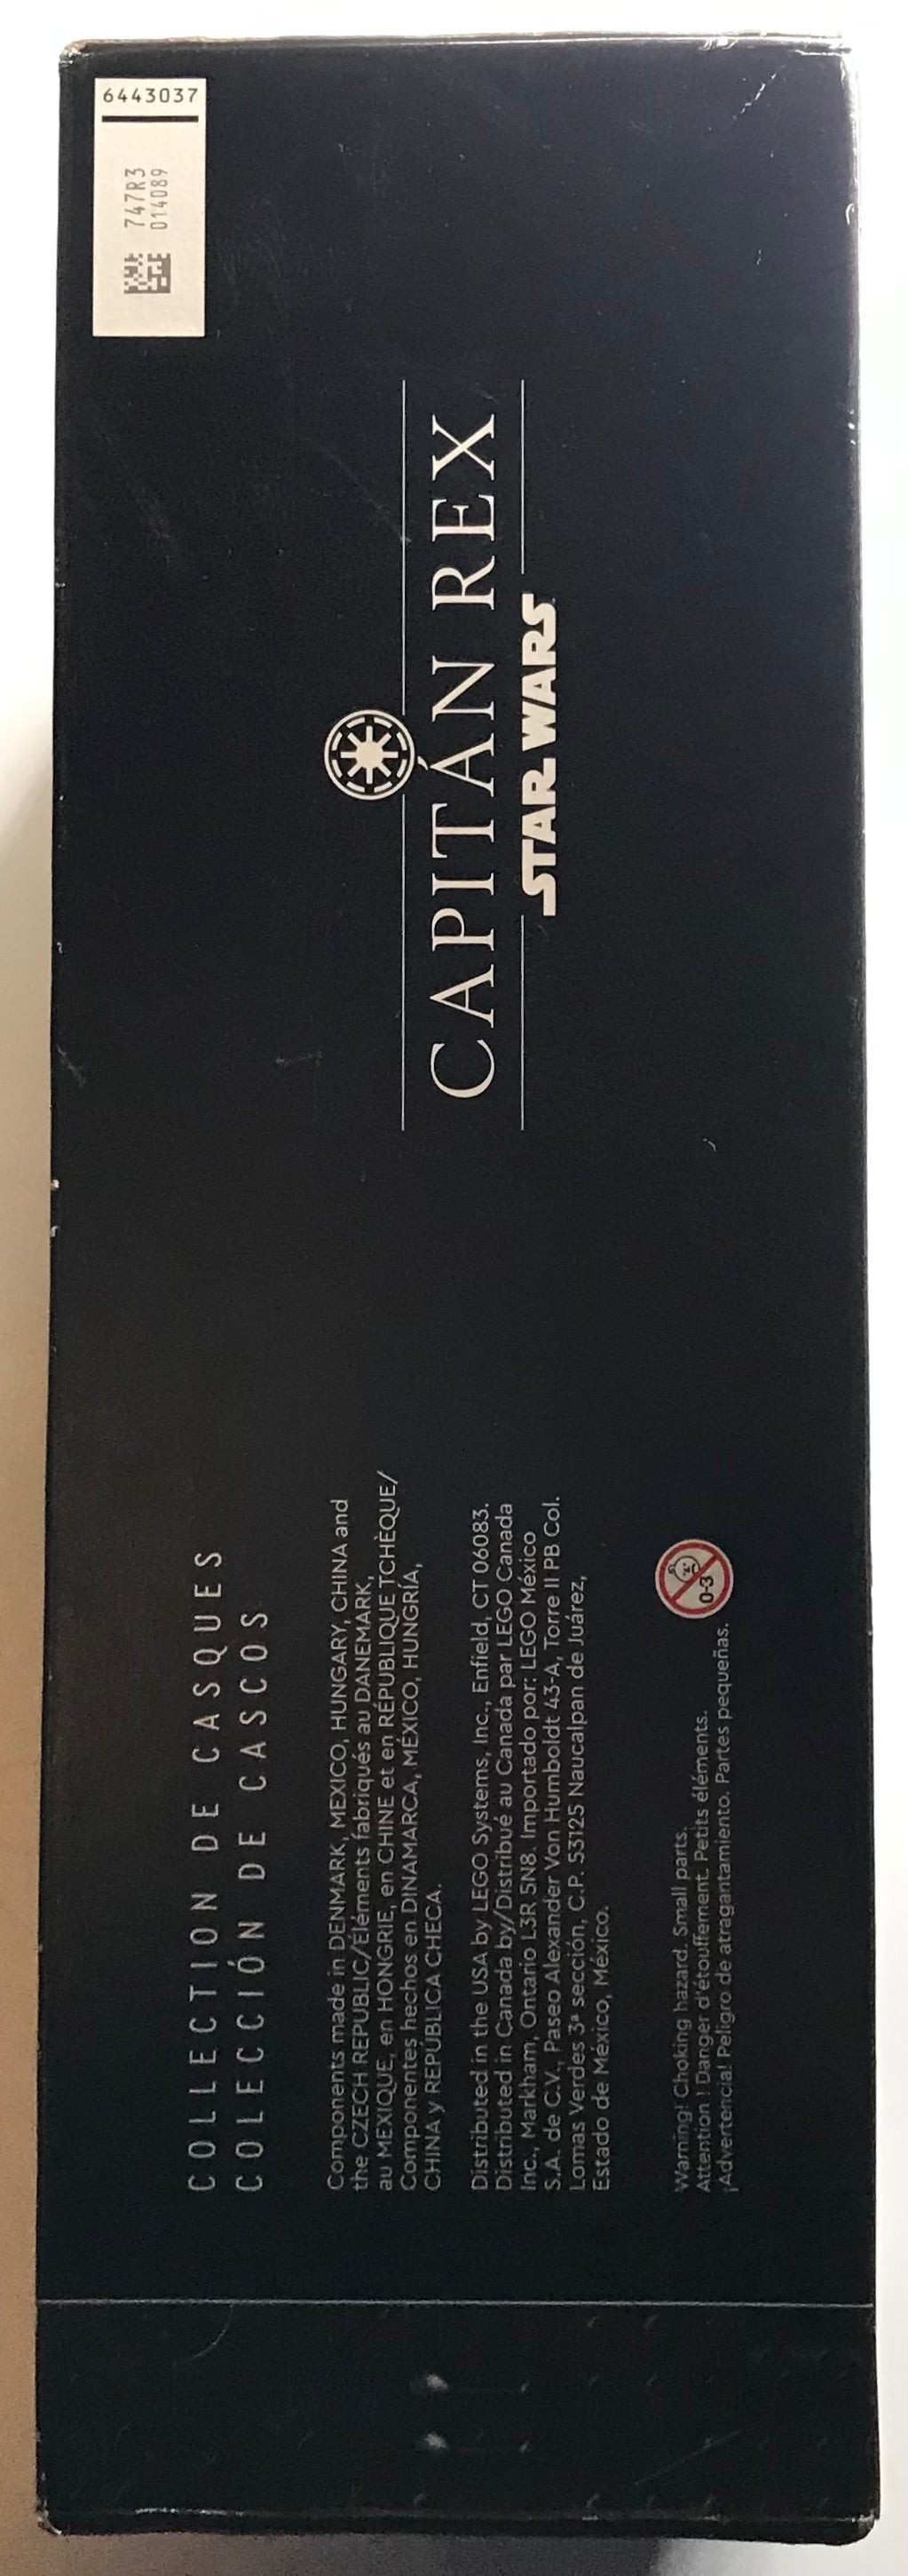 6443037
747R3
014089
CAPITÁN REX
STAR WARS
COLLECTION DE CASQUES
COLECCIÓN DE CASCOS
Components made in DENMARK, MEXICO, HUNGARY, CHINA and
the CZECH REPUBLIC/Éléments fabriqués au DANEMARK,
au MEXIQUE, en HONGRIE, en CHINE et en RÉPUBLIQUE TCHÈQUE/
Componentes hechos en DINAMARCA, MÉXICO, HUNGRÍA,
CHINA y REPÚBLICA CHECA.
Distributed in the USA by LEGO Systems, Inc., Enfield, CT 06083.
Distributed in Canada by/Distribué au Canada par LEGO Canada
Inc., Markham, Ontario L3R 5N8. Importado por: LEGO México
S.A. de C.V., Paseo Alexander Von Humboldt 43-A, Torre II PB Col.
Lomas Verdes 3ª sección, C.P. 53125 Naucalpan de Juárez,
Estado de México, México.
Warning! Choking hazard. Small parts.
Attention ! Danger d'étouffement. Petits éléments.
¡Advertencia! Peligro de atragantamiento. Partes pequeñas.
0-3